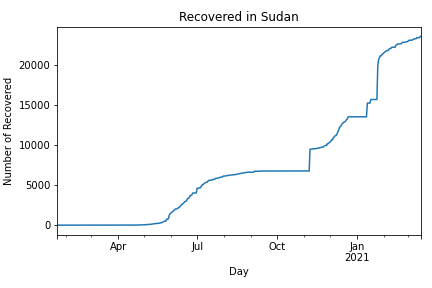 Recovered in Sudan
Number of Recovered
20000
15000
10000
5000
0
Apr
Jul
Oct
Jan
2021
Day